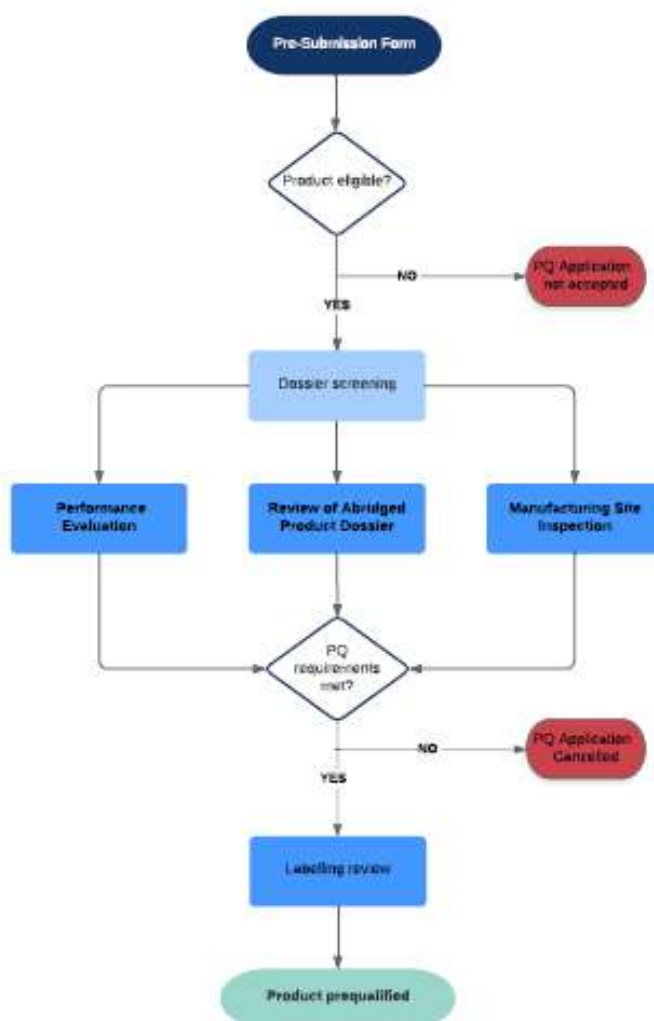 Pre-Submission Form
Product eligible?
NO
PQ Application
not accepted
YES
Dossier screening
Performance
Evaluation
Review of Abridged
Product Dossier
Manufacturing Site
Inspection
PQ
requirements
met?
NO
PQ Application
Cancelled
YES
Labelling review
Product prequalified